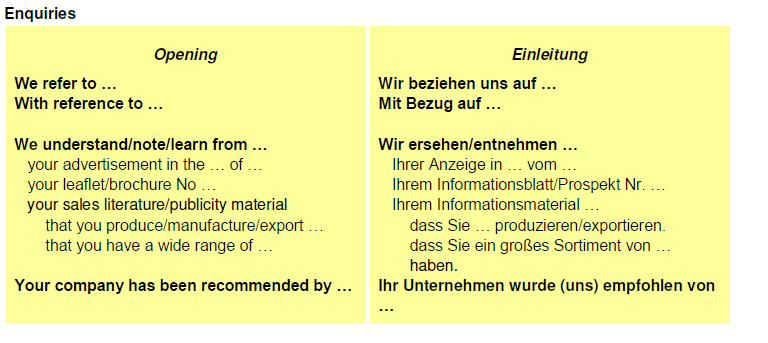 Enquiries
Opening
We refer to …
With reference to …
We understand/note/learn from …
your advertisement in the … of …
your leaflet/brochure No …
your sales literature/publicity material
that you produce/manufacture/export …
that you have a wide range of …
Your company has been recommended by …
Einleitung
Wir beziehen uns auf …
Mit Bezug auf …
Wir ersehen/entnehmen …
Ihrer Anzeige in … vom …
Ihrem Informationsblatt/Prospekt Nr. …
Ihrem Informationsmaterial …
dass Sie … produzieren/exportieren.
dass Sie ein großes Sortiment von …
haben.
Ihr Unternehmen wurde (uns) empfohlen von
…